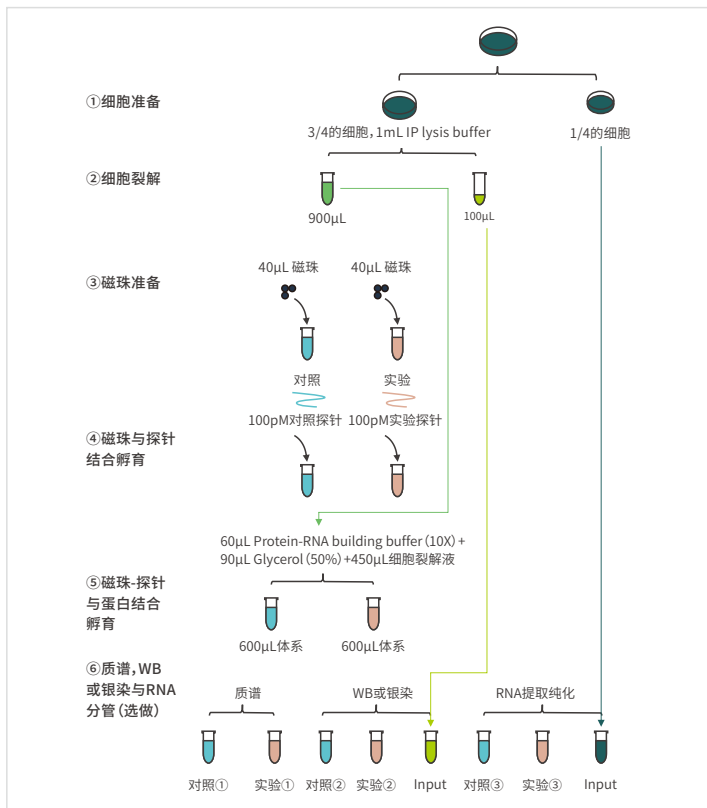 ①细胞准备
3/4的细胞，1mL IP lysis buffer
1/4的细胞
②细胞裂解
900μL
100μL
③磁珠准备
40μL 磁珠
40μL 磁珠
对照
实验
100pM对照探针
100pM实验探针
④磁珠与探针
结合孵育
60μL Protein-RNA building buffer（10X）+
90μL Glycerol（50%）+450μL细胞裂解液
⑤磁珠-探针
与蛋白结合
孵育
600μL体系
600μL体系
⑥质谱，WB
或银染与RNA
分管（选做）
质谱
WB或银染
RNA提取纯化
对照①
实验①
对照②
实验②
Input
对照③
实验③
Input